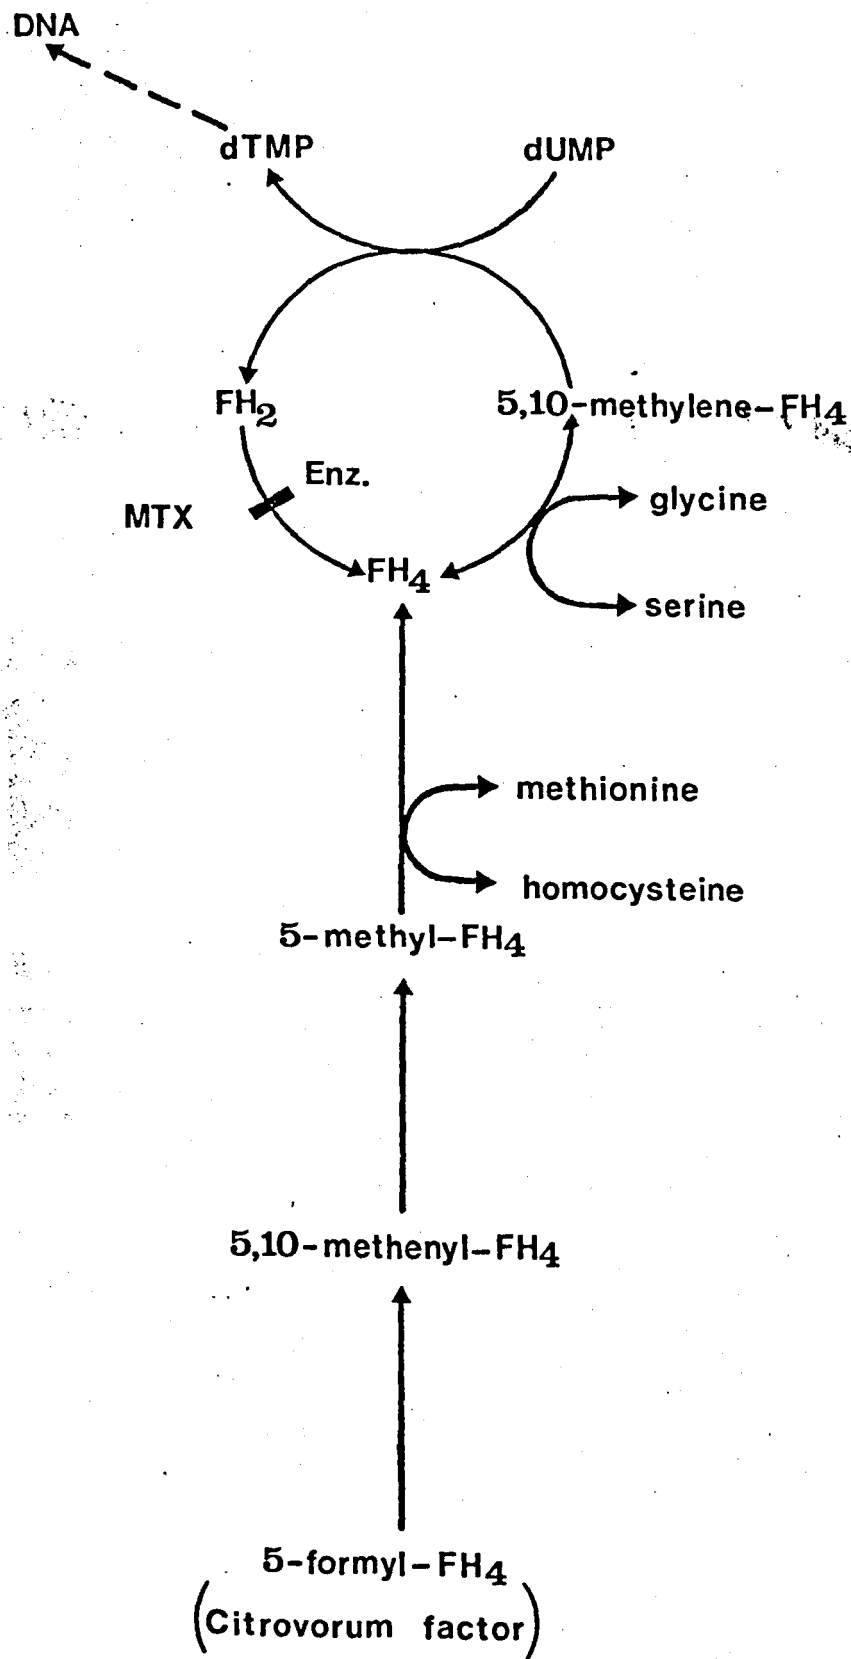 DNA
dTMP dUMP
FH2 5,10-methylene-FH4
Enz.
MTX
glycine
FH4
serine
methionine
homocysteine
5-methyl-FH4
5,10-methenyl-FH4
5-formyl-FH4
(Citrovorum factor)